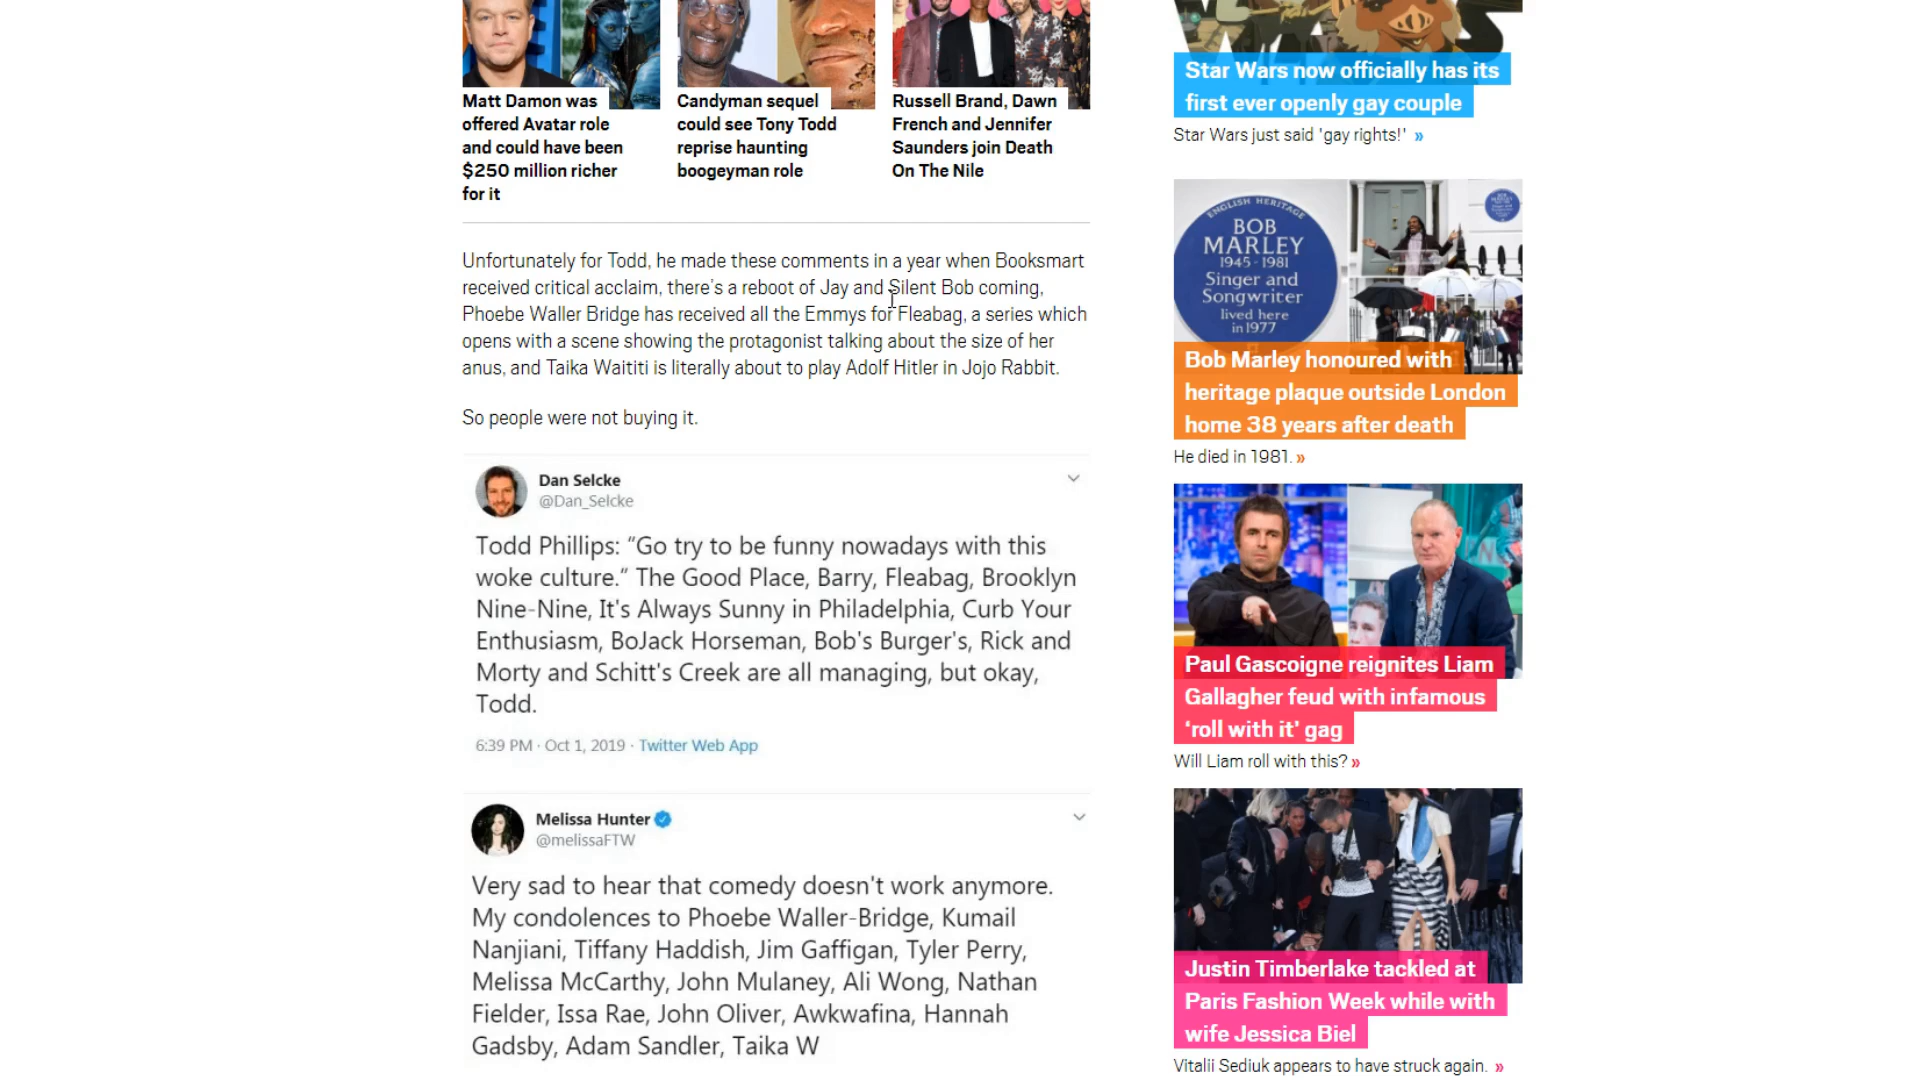 Matt Damon was
offered Avatar role
and could have been
$250 million richer
for it
Candyman sequel
could see Tony Todd
reprise haunting
boogeyman role
Russell Brand, Dawn
French and Jennifer
Saunders join Death
On The Nile
Unfortunately for Todd, he made these comments in a year when Booksmart
received critical acclaim, there's a reboot of Jay and Silent Bob coming,
Phoebe Waller Bridge has received all the Emmys for Fleabag, a series which
opens with a scene showing the protagonist talking about the size of her
anus, and Taika Waititi is literally about to play Adolf Hitler in Jojo Rabbit.
So people were not buying it.
Dan Selcke
@Dan_Selcke
Todd Phillips: “Go try to be funny nowadays with this
woke culture.“ The Good Place, Barry, Fleabag, Brooklyn
Nine-Nine, It's Always Sunny in Philadelphia, Curb Your
Enthusiasm, BoJack Horseman, Bob's Burger's, Rick and
Morty and Schitt's Creek are all managing, but okay,
Todd.
6:39 PM · Oct 1, 2019 · Twitter Web App
Melissa Hunter
@melissaFTW
Very sad to hear that comedy doesn't work anymore.
My condolences to Phoebe Waller-Bridge, Kumail
Nanjiani, Tiffany Haddish, Jim Gaffigan, Tyler Perry,
Melissa McCarthy, John Mulaney, Ali Wong, Nathan
Fielder, Issa Rae, John Oliver, Awkwafina, Hannah
Gadsby, Adam Sandler, Taika W
Star Wars now officially has its
first ever openly gay couple
Star Wars just said 'gay rights!' »
ENGLISH HERITAGE
BOB
MARLEY
1945 - 1981
Singer and
Songwriter
lived here
in 1977
Bob Marley honoured with
heritage plaque outside London
home 38 years after death
He died in 1981. »
Paul Gascoigne reignites Liam
Gallagher feud with infamous
‘roll with it’ gag
Will Liam roll with this? »
Justin Timberlake tackled at
Paris Fashion Week while with
wife Jessica Biel
Vitalii Sediuk appears to have struck again. »